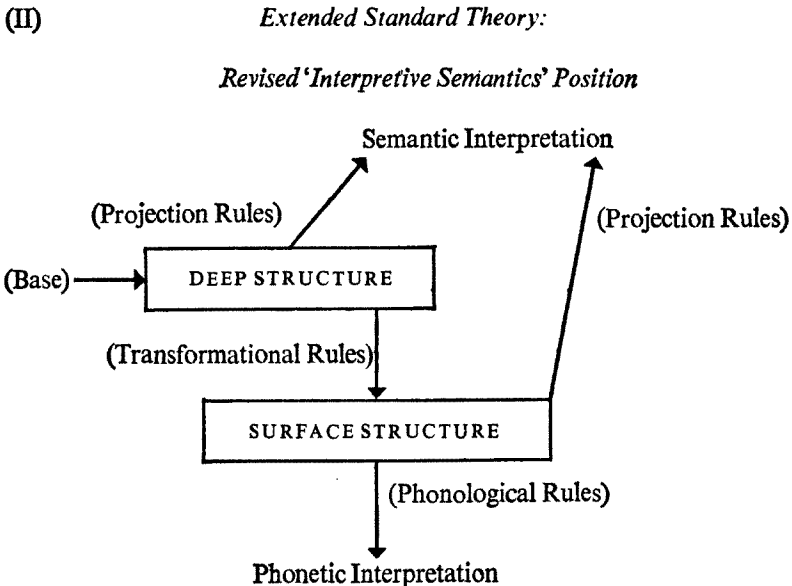 (II)
Extended Standard Theory:
Revised 'Interpretive Semantics' Position
Semantic Interpretation
(Projection Rules)
(Projection Rules)
(Base)
DEEP STRUCTURE
(Transformational Rules)
SURFACE STRUCTURE
(Phonological Rules)
Phonetic Interpretation